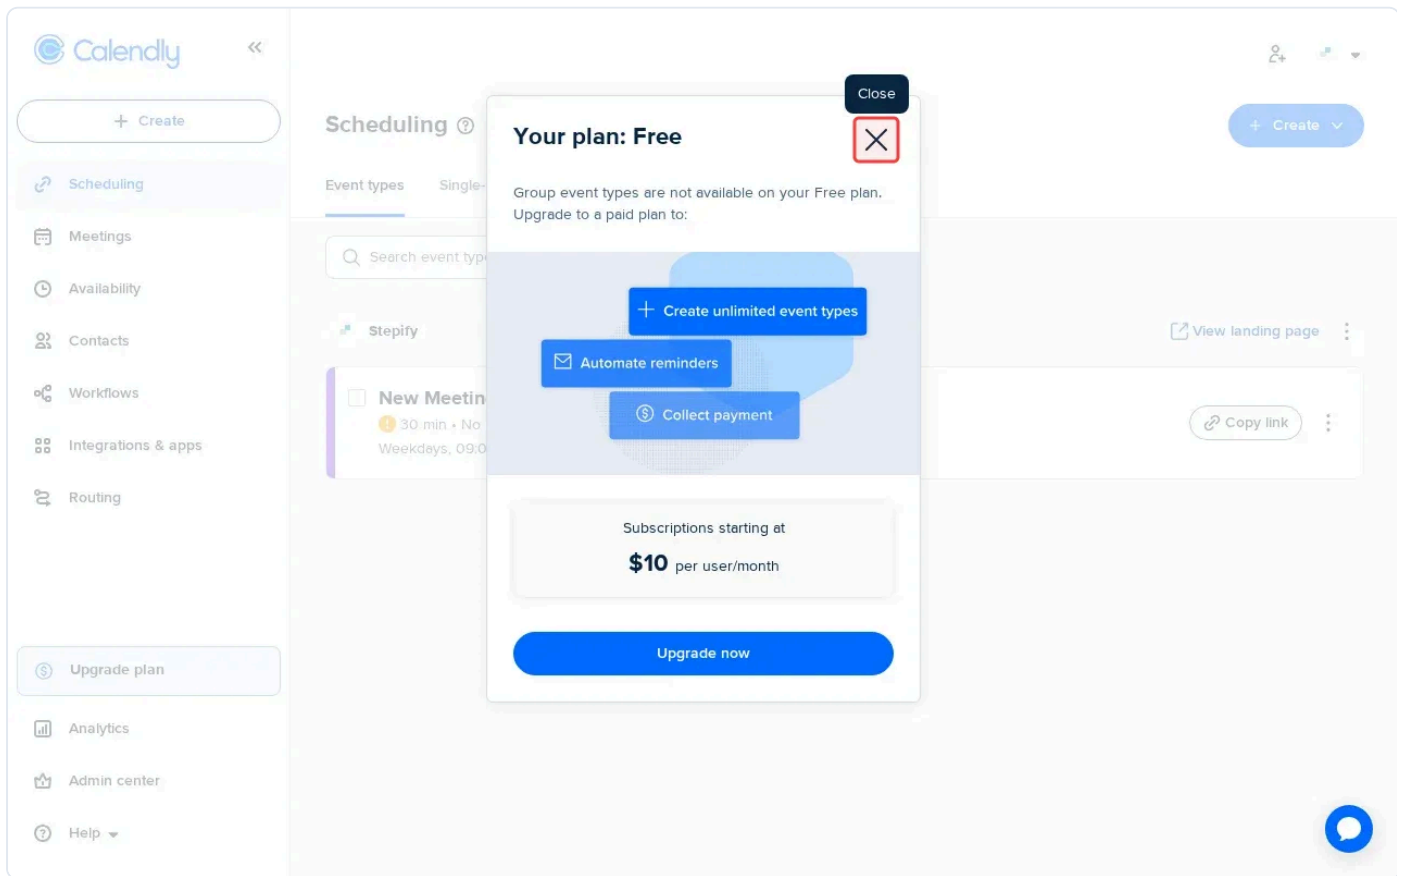 Calendly
Create
Scheduling
Meetings
Availability
Contacts
Workflows
Integrations & apps
Routing
Upgrade plan
Analytics
Admin center
Help
Scheduling
Create
Event types
Single-
Search event type
Stepify
View landing page
New Meetin
30 min • No
Weekdays, 09:0
Copy link
Close
Your plan: Free
Group event types are not available on your Free plan.
Upgrade to a paid plan to:
Create unlimited event types
Automate reminders
Collect payment
Subscriptions starting at
$10 per user/month
Upgrade now